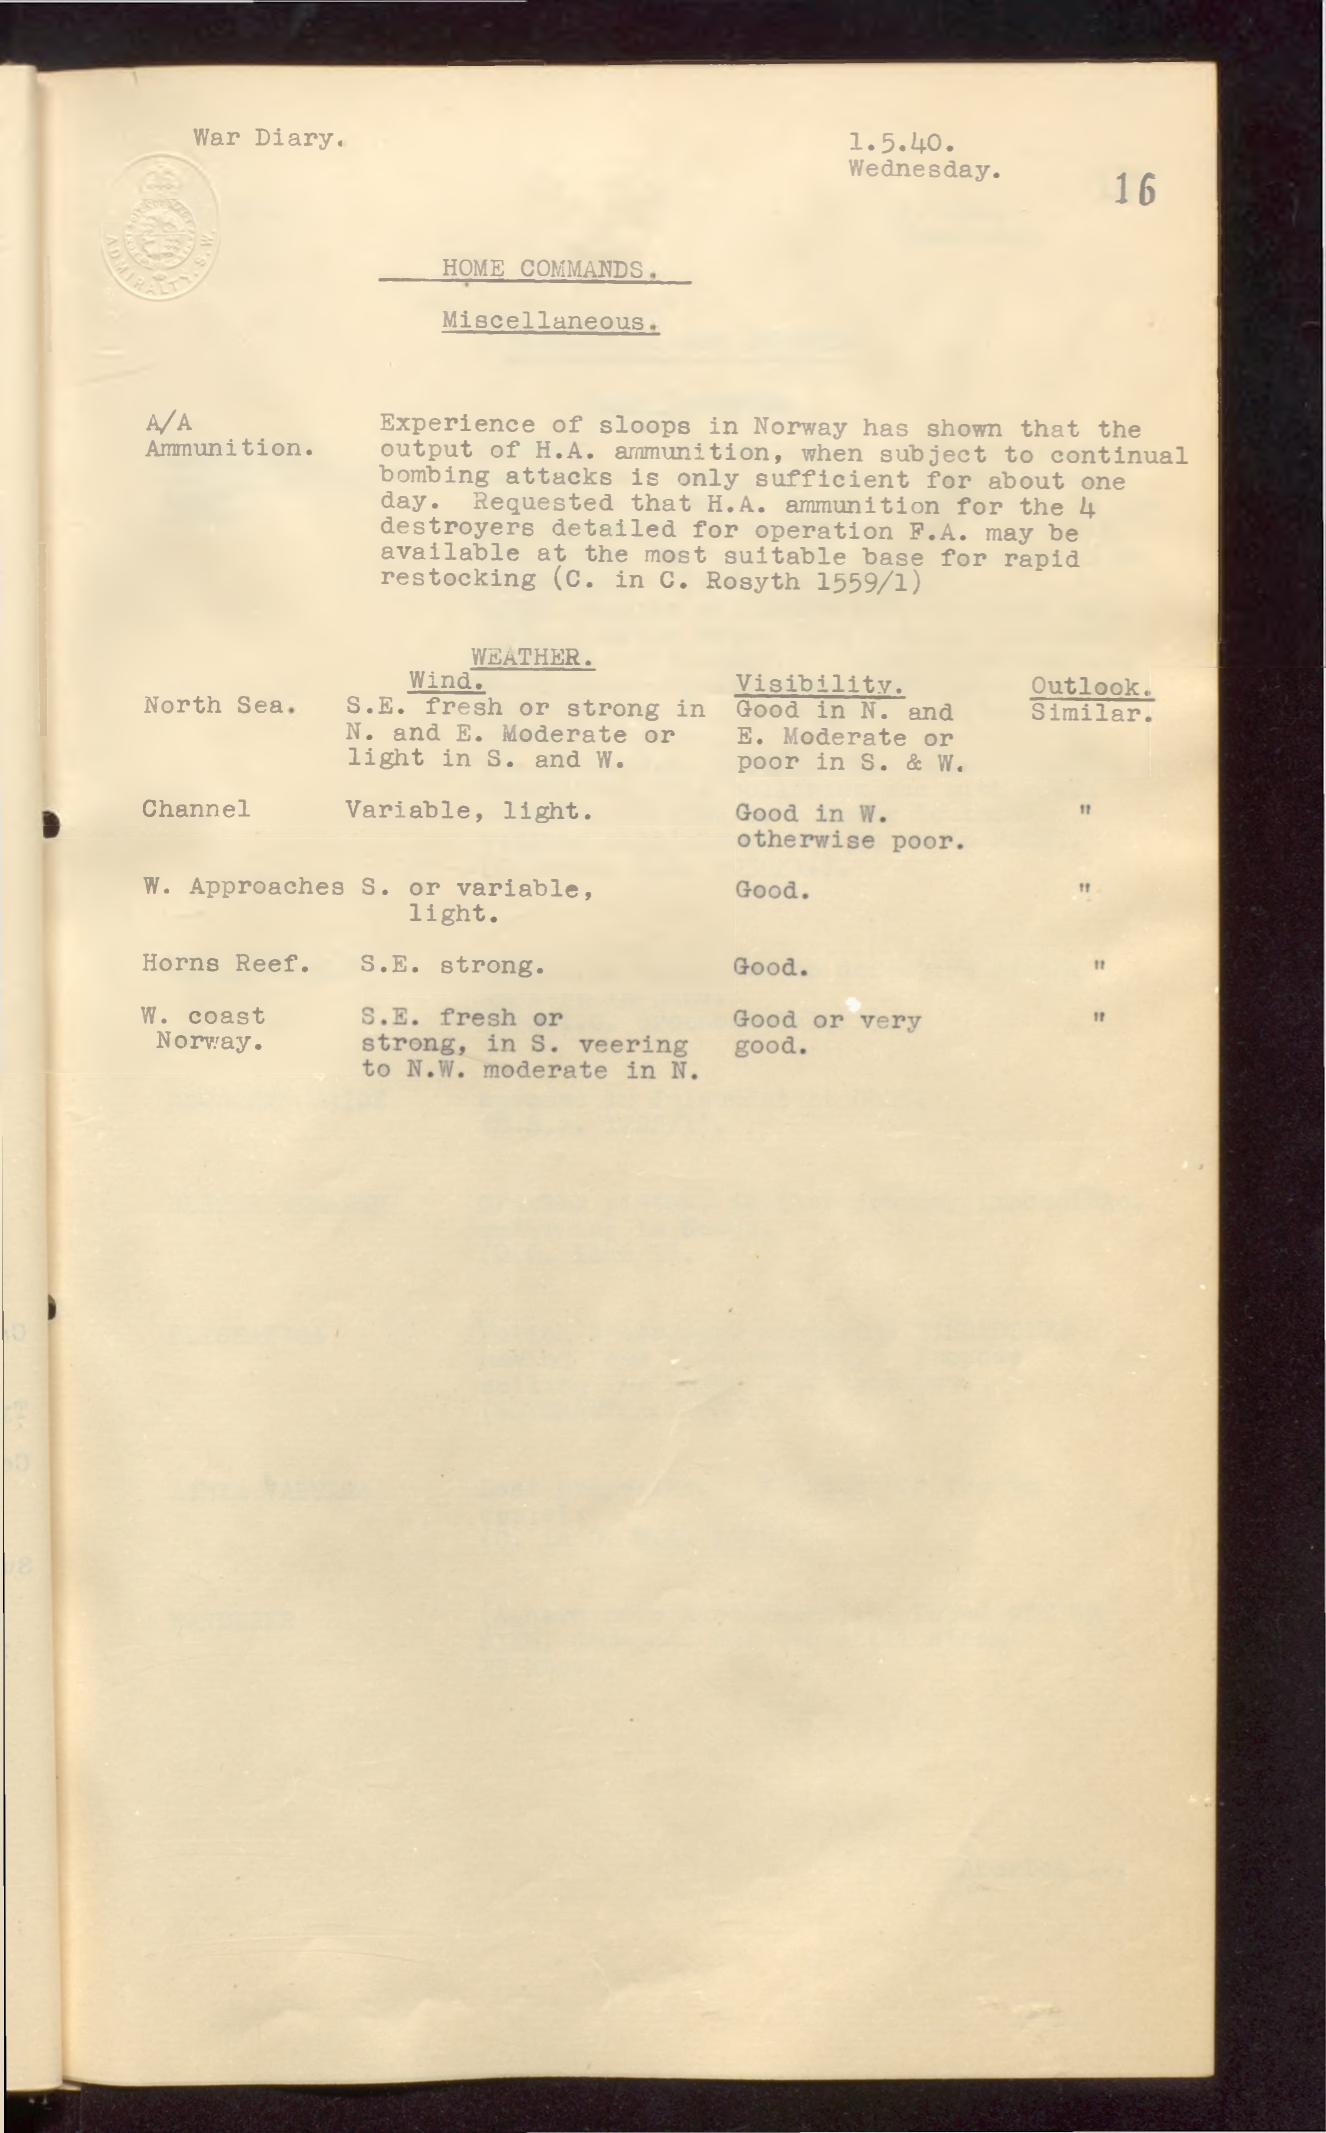 War Diary.
1.5.40.
Wednesday.
16
ADMIRALTY.S.W.
HOME COMMANDS.
Miscellaneous.
A/A Experience of sloops in Norway has shown that the
Ammunition. output of H.A. ammunition, when subject to continual
bombing attacks is only sufficient for about one
day. Requested that H.A. ammunition for the 4
destroyers detailed for operation F.A. may be
available at the most suitable base for rapid
restocking (C. in C. Rosyth 1559/1)
WEATHER.
Wind. Visibility. Outlook.
North Sea. S.E. fresh or strong in Good in N. and Similar.
N. and E. Moderate or E. Moderate or
light in S. and W. poor in S. & W.
Channel Variable, light. Good in W. "
otherwise poor.
W. Approaches S. or variable, Good. "
light.
Horns Reef. S.E. strong. Good. "
W. coast S.E. fresh or Good or very "
Norway. strong, in S. veering good.
to N.W. moderate in N.